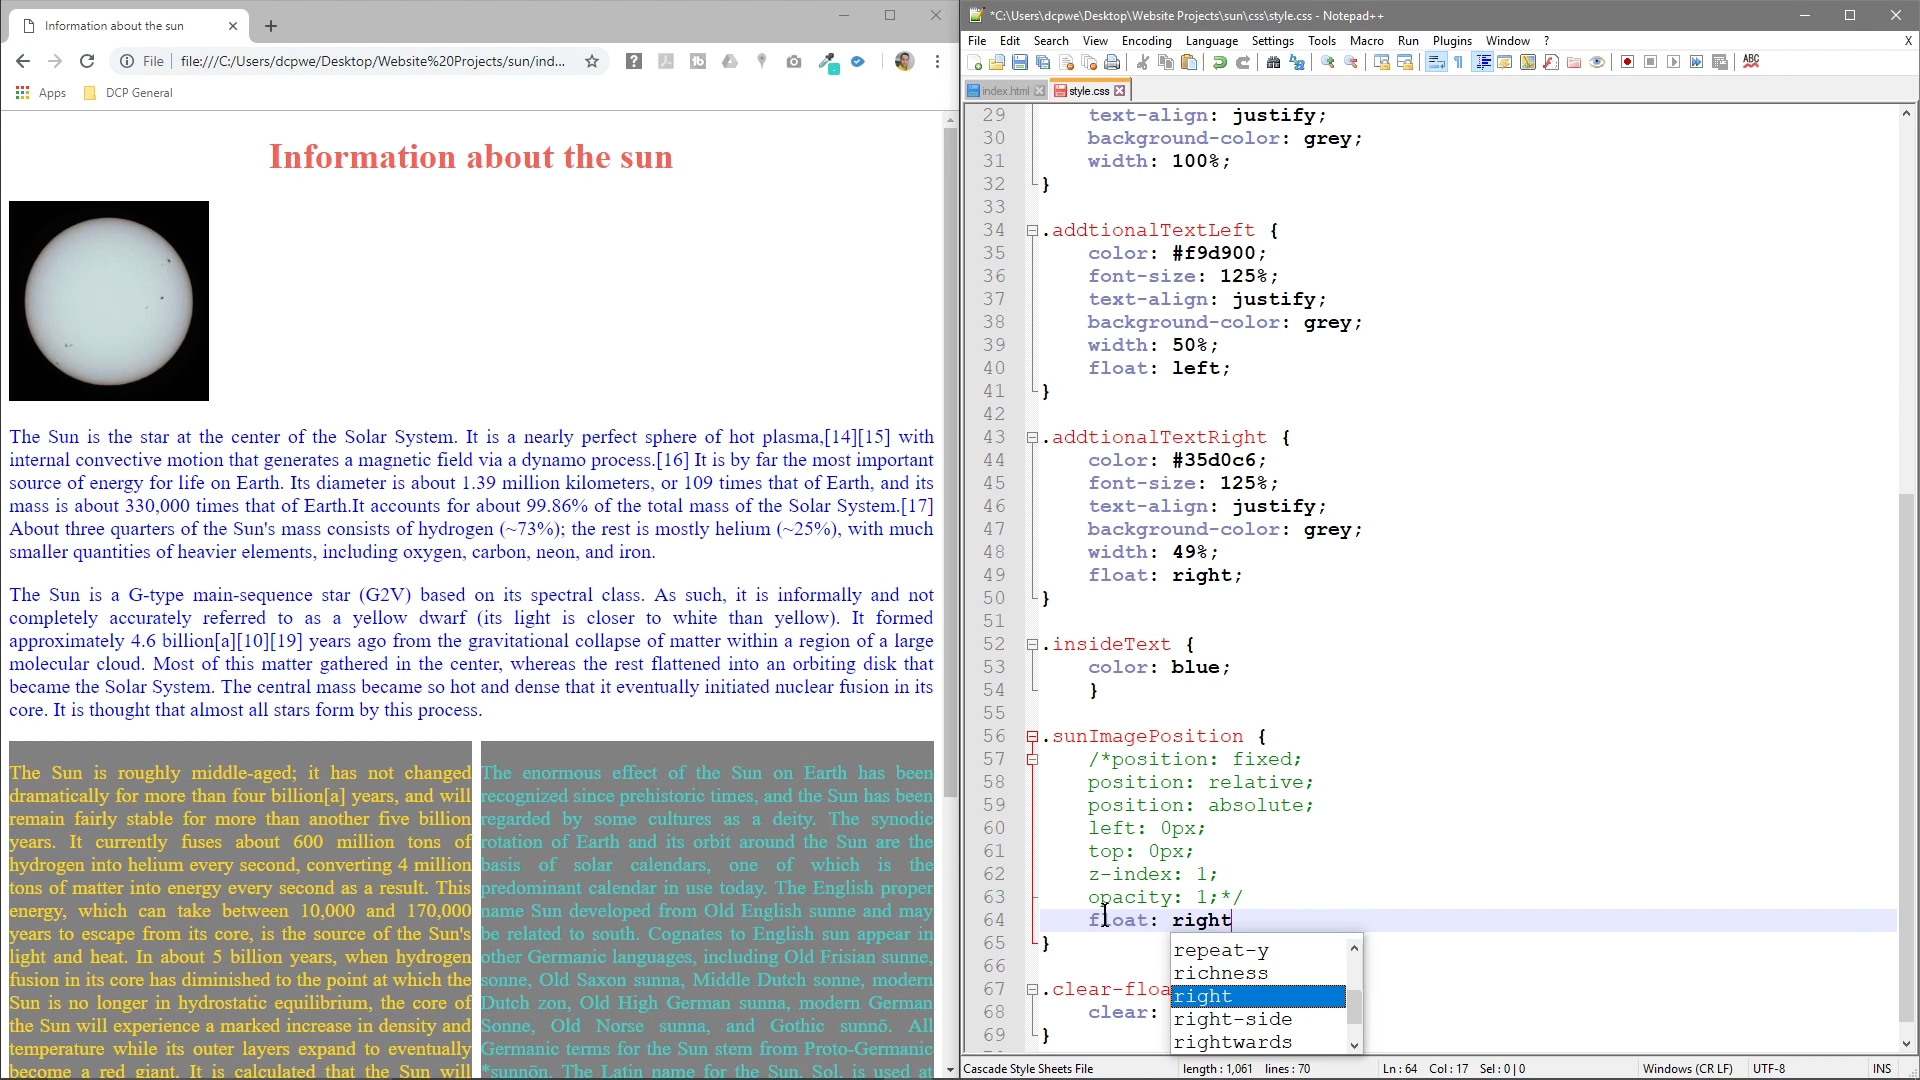 Information about the sun
File
file:///C:/Users/dcpwe/Desktop/Website%20Projects/sun/ind...
Apps
DCP General
Information about the sun
The Sun is the star at the center of the Solar System. It is a nearly perfect sphere of hot plasma,[14][15] with
internal convective motion that generates a magnetic field via a dynamo process.[16] It is by far the most important
source of energy for life on Earth. Its diameter is about 1.39 million kilometers, or 109 times that of Earth, and its
mass is about 330,000 times that of Earth.It accounts for about 99.86% of the total mass of the Solar System.[17]
About three quarters of the Sun's mass consists of hydrogen (~73%); the rest is mostly helium (~25%), with much
smaller quantities of heavier elements, including oxygen, carbon, neon, and iron.
The Sun is a G-type main-sequence star (G2V) based on its spectral class. As such, it is informally and not
completely accurately referred to as a yellow dwarf (its light is closer to white than yellow). It formed
approximately 4.6 billion[a][10][19] years ago from the gravitational collapse of matter within a region of a large
molecular cloud. Most of this matter gathered in the center, whereas the rest flattened into an orbiting disk that
became the Solar System. The central mass became so hot and dense that it eventually initiated nuclear fusion in its
core. It is thought that almost all stars form by this process.
The Sun is roughly middle-aged; it has not changed
dramatically for more than four billion[a] years, and will
remain fairly stable for more than another five billion
years. It currently fuses about 600 million tons of
hydrogen into helium every second, converting 4 million
tons of matter into energy every second as a result. This
energy, which can take between 10,000 and 170,000
years to escape from its core, is the source of the Sun's
light and heat. In about 5 billion years, when hydrogen
fusion in its core has diminished to the point at which the
Sun is no longer in hydrostatic equilibrium, the core of
the Sun will experience a marked increase in density and
temperature while its outer layers expand to eventually
become a red giant. It is calculated that the Sun will
The enormous effect of the Sun on Earth has been
recognized since prehistoric times, and the Sun has been
regarded by some cultures as a deity. The synodic
rotation of Earth and its orbit around the Sun are the
basis of solar calendars, one of which is the
predominant calendar in use today. The English proper
name Sun developed from Old English sunne and may
be related to south. Cognates to English sun appear in
other Germanic languages, including Old Frisian sunne,
sonne, Old Saxon sunna, Middle Dutch sonne, modern
Dutch zon, Old High German sunna, modern German
Sonne, Old Norse sunna, and Gothic sunnō. All
Germanic terms for the Sun stem from Proto-Germanic
*sunnōn. The Latin name for the Sun, Sol, is used at
*C:\Users\dcpwe\Desktop\Website Projects\sun\css\style.css - Notepad++
File Edit Search View Encoding Language Settings Tools Macro Run Plugins Window ? X
index.html
style.css
29 text-align: justify;
30 background-color: grey;
31 width: 100%;
32 }
33
34 .addtionalTextLeft {
35 color: #f9d900;
36 font-size: 125%;
37 text-align: justify;
38 background-color: grey;
39 width: 50%;
40 float: left;
41 }
42
43 .addtionalTextRight {
44 color: #35d0c6;
45 font-size: 125%;
46 text-align: justify;
47 background-color: grey;
48 width: 49%;
49 float: right;
50 }
51
52 .insideText {
53 color: blue;
54 }
55
56 .sunImagePosition {
57 /*position: fixed;
58 position: relative;
59 position: absolute;
60 left: 0px;
61 top: 0px;
62 z-index: 1;
63 opacity: 1;*/
64 float: right
65 }
66
67 .clear-floa
68 clear:
69 }
repeat-y
richness
right
right-side
rightwards
Cascade Style Sheets File
length : 1,061 lines : 70
Ln : 64 Col : 17 Sel : 0 | 0
Windows (CR LF)
UTF-8
INS